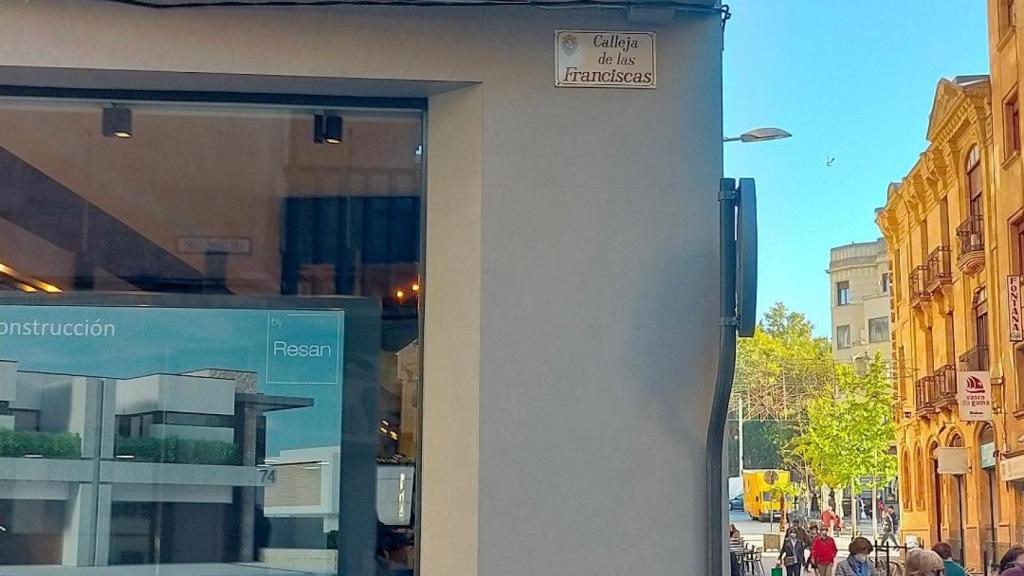 Calleja
de las
Franciscas
onstrucción
by
Resan
74
FONTANA
vasco
da gama